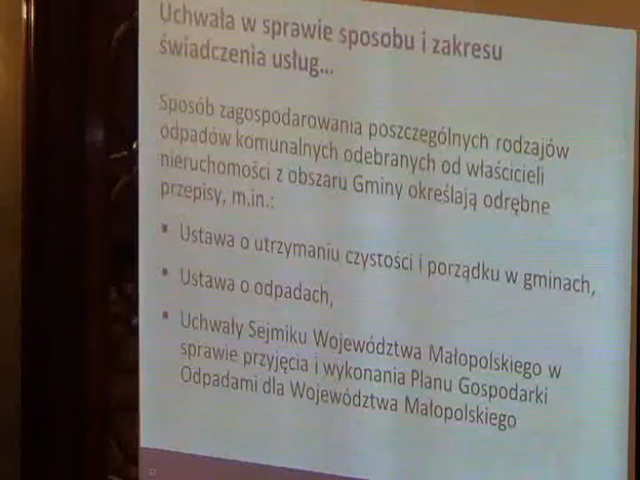 Uchwała w sprawie sposobu i zakresu
świadczenia usług...
Sposób zagospodarowania poszczególnych rodzajów
odpadów komunalnych odebranych od właścicieli
nieruchomości z obszaru Gminy określają odrębne
przepisy, m.in.:
▪ Ustawa o utrzymaniu czystości i porządku w gminach,
▪ Ustawa o odpadach,
▪ Uchwały Sejmiku Województwa Małopolskiego w
sprawie przyjęcia i wykonania Planu Gospodarki
Odpadami dla Województwa Małopolskiego